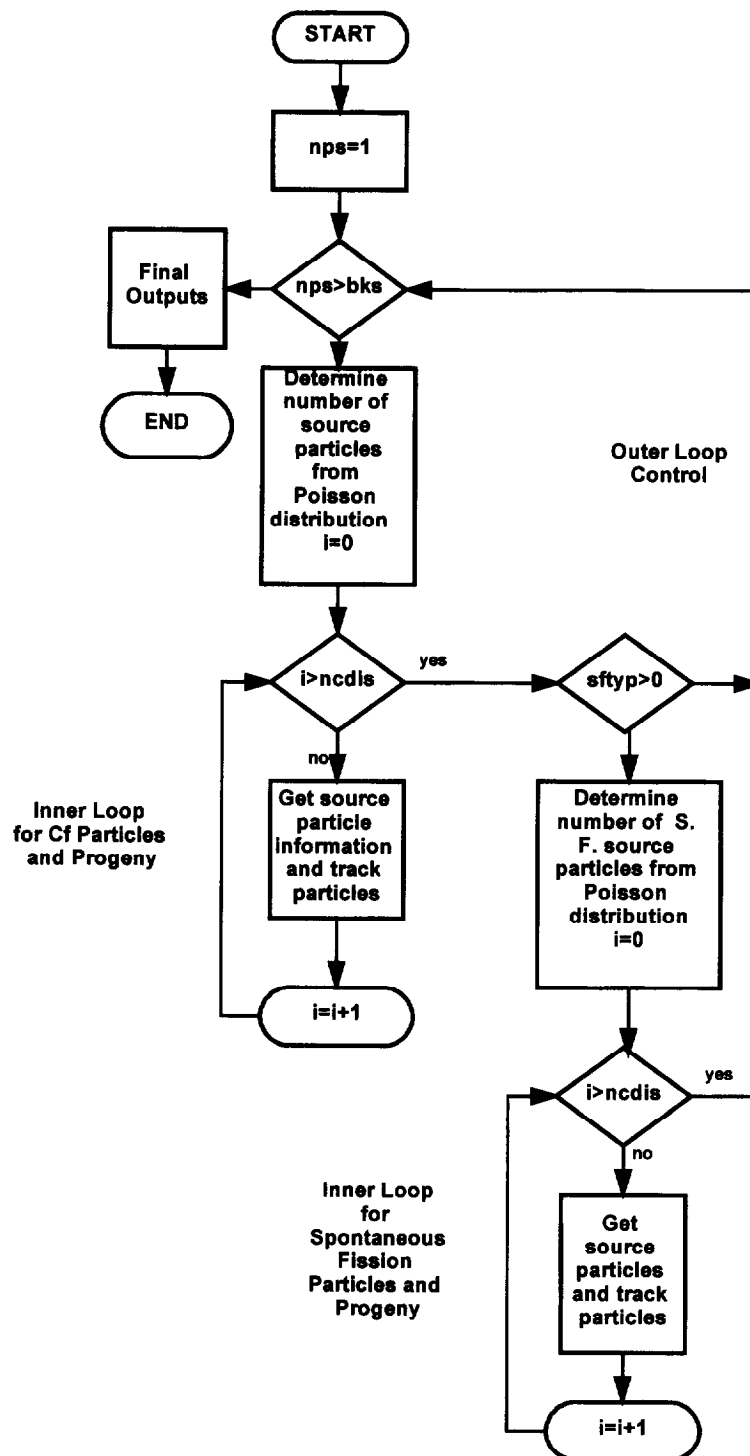 START
nps=1
nps>bks
Final
Outputs
END
Determine
number of
source
particles
from
Poisson
distribution
i=0
Outer Loop
Control
i>ncdis
yes
sftyp>0
no
Get source
particle
information
and track
particles
Inner Loop
for Cf Particles
and Progeny
i=i+1
Determine
number of S.
F. source
particles from
Poisson
distribution
i=0
i>ncdis
yes
no
Inner Loop
for
Spontaneous
Fission
Particles and
Progeny
Get
source
particles
and track
particles
i=i+1